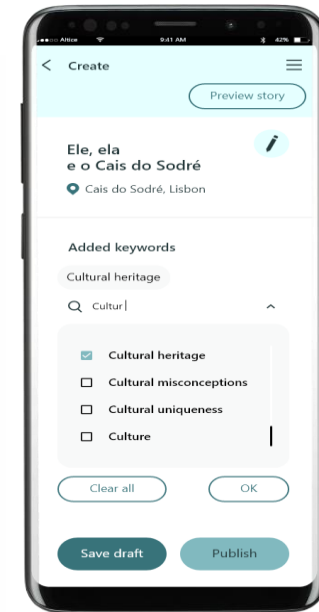 Altice 9:41 AM 42%
Create
Preview story
Ele, ela
e o Cais do Sodré
Cais do Sodré, Lisbon
Added keywords
Cultural heritage
Cultur
Cultural heritage
Cultural misconceptions
Cultural uniqueness
Culture
Clear all OK
Save draft Publish